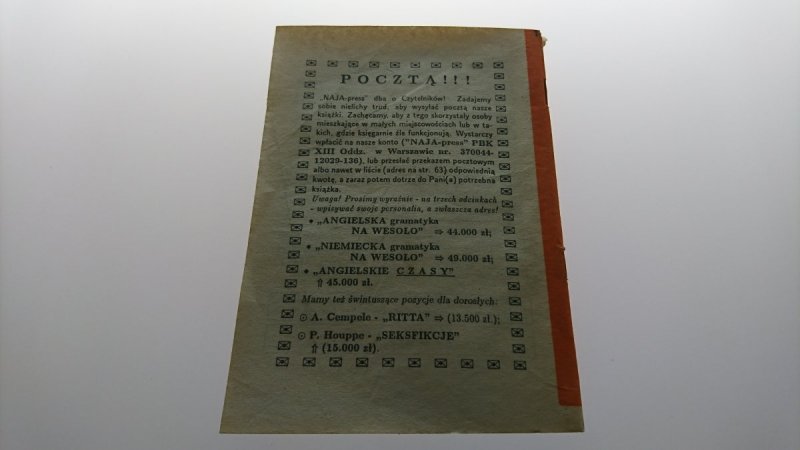 POCZTĄ!!!
„NAJA-press" dba o Czytelników! Zadajemy
sobie nielichy trud, aby wysyłać pocztą nasze
książki. Zachęcamy, aby z tego skorzystały osoby
mieszkające w małych miejscowościach lub w ta-
kich, gdzie księgarnie źle funkcjonują. Wystarczy
wpłacić na nasze konto ("NAJA-press" PBK
XIII Oddz. w Warszawie nr. 370044-
12029-136), lub przesłać przekazem pocztowym
albo nawet w liście (adres na str. 63) odpowiednią
kwotę, a zaraz potem dotrze do Pani(a) potrzebna
książka.
Uwaga! Prosimy wyraźnie - na trzech odcinkach
- wpisywać swoje personalia, a zwłaszcza adres!
• „ANGIELSKA gramatyka
NA WESOŁO" ⇒ 44.000 zł;
• „NIEMIECKA gramatyka
NA WESOŁO" ⇒ 49.000 zł;
• „ANGIELSKIE CZASY"
⇑ 45.000 zł.
Mamy też świntuszące pozycje dla dorosłych:
⊙ A. Cempele - „RITTA" ⇒ (13.500 zł.);
⊙ P. Houppe - „SEKSFIKCJE"
⇑ (15.000 zł).